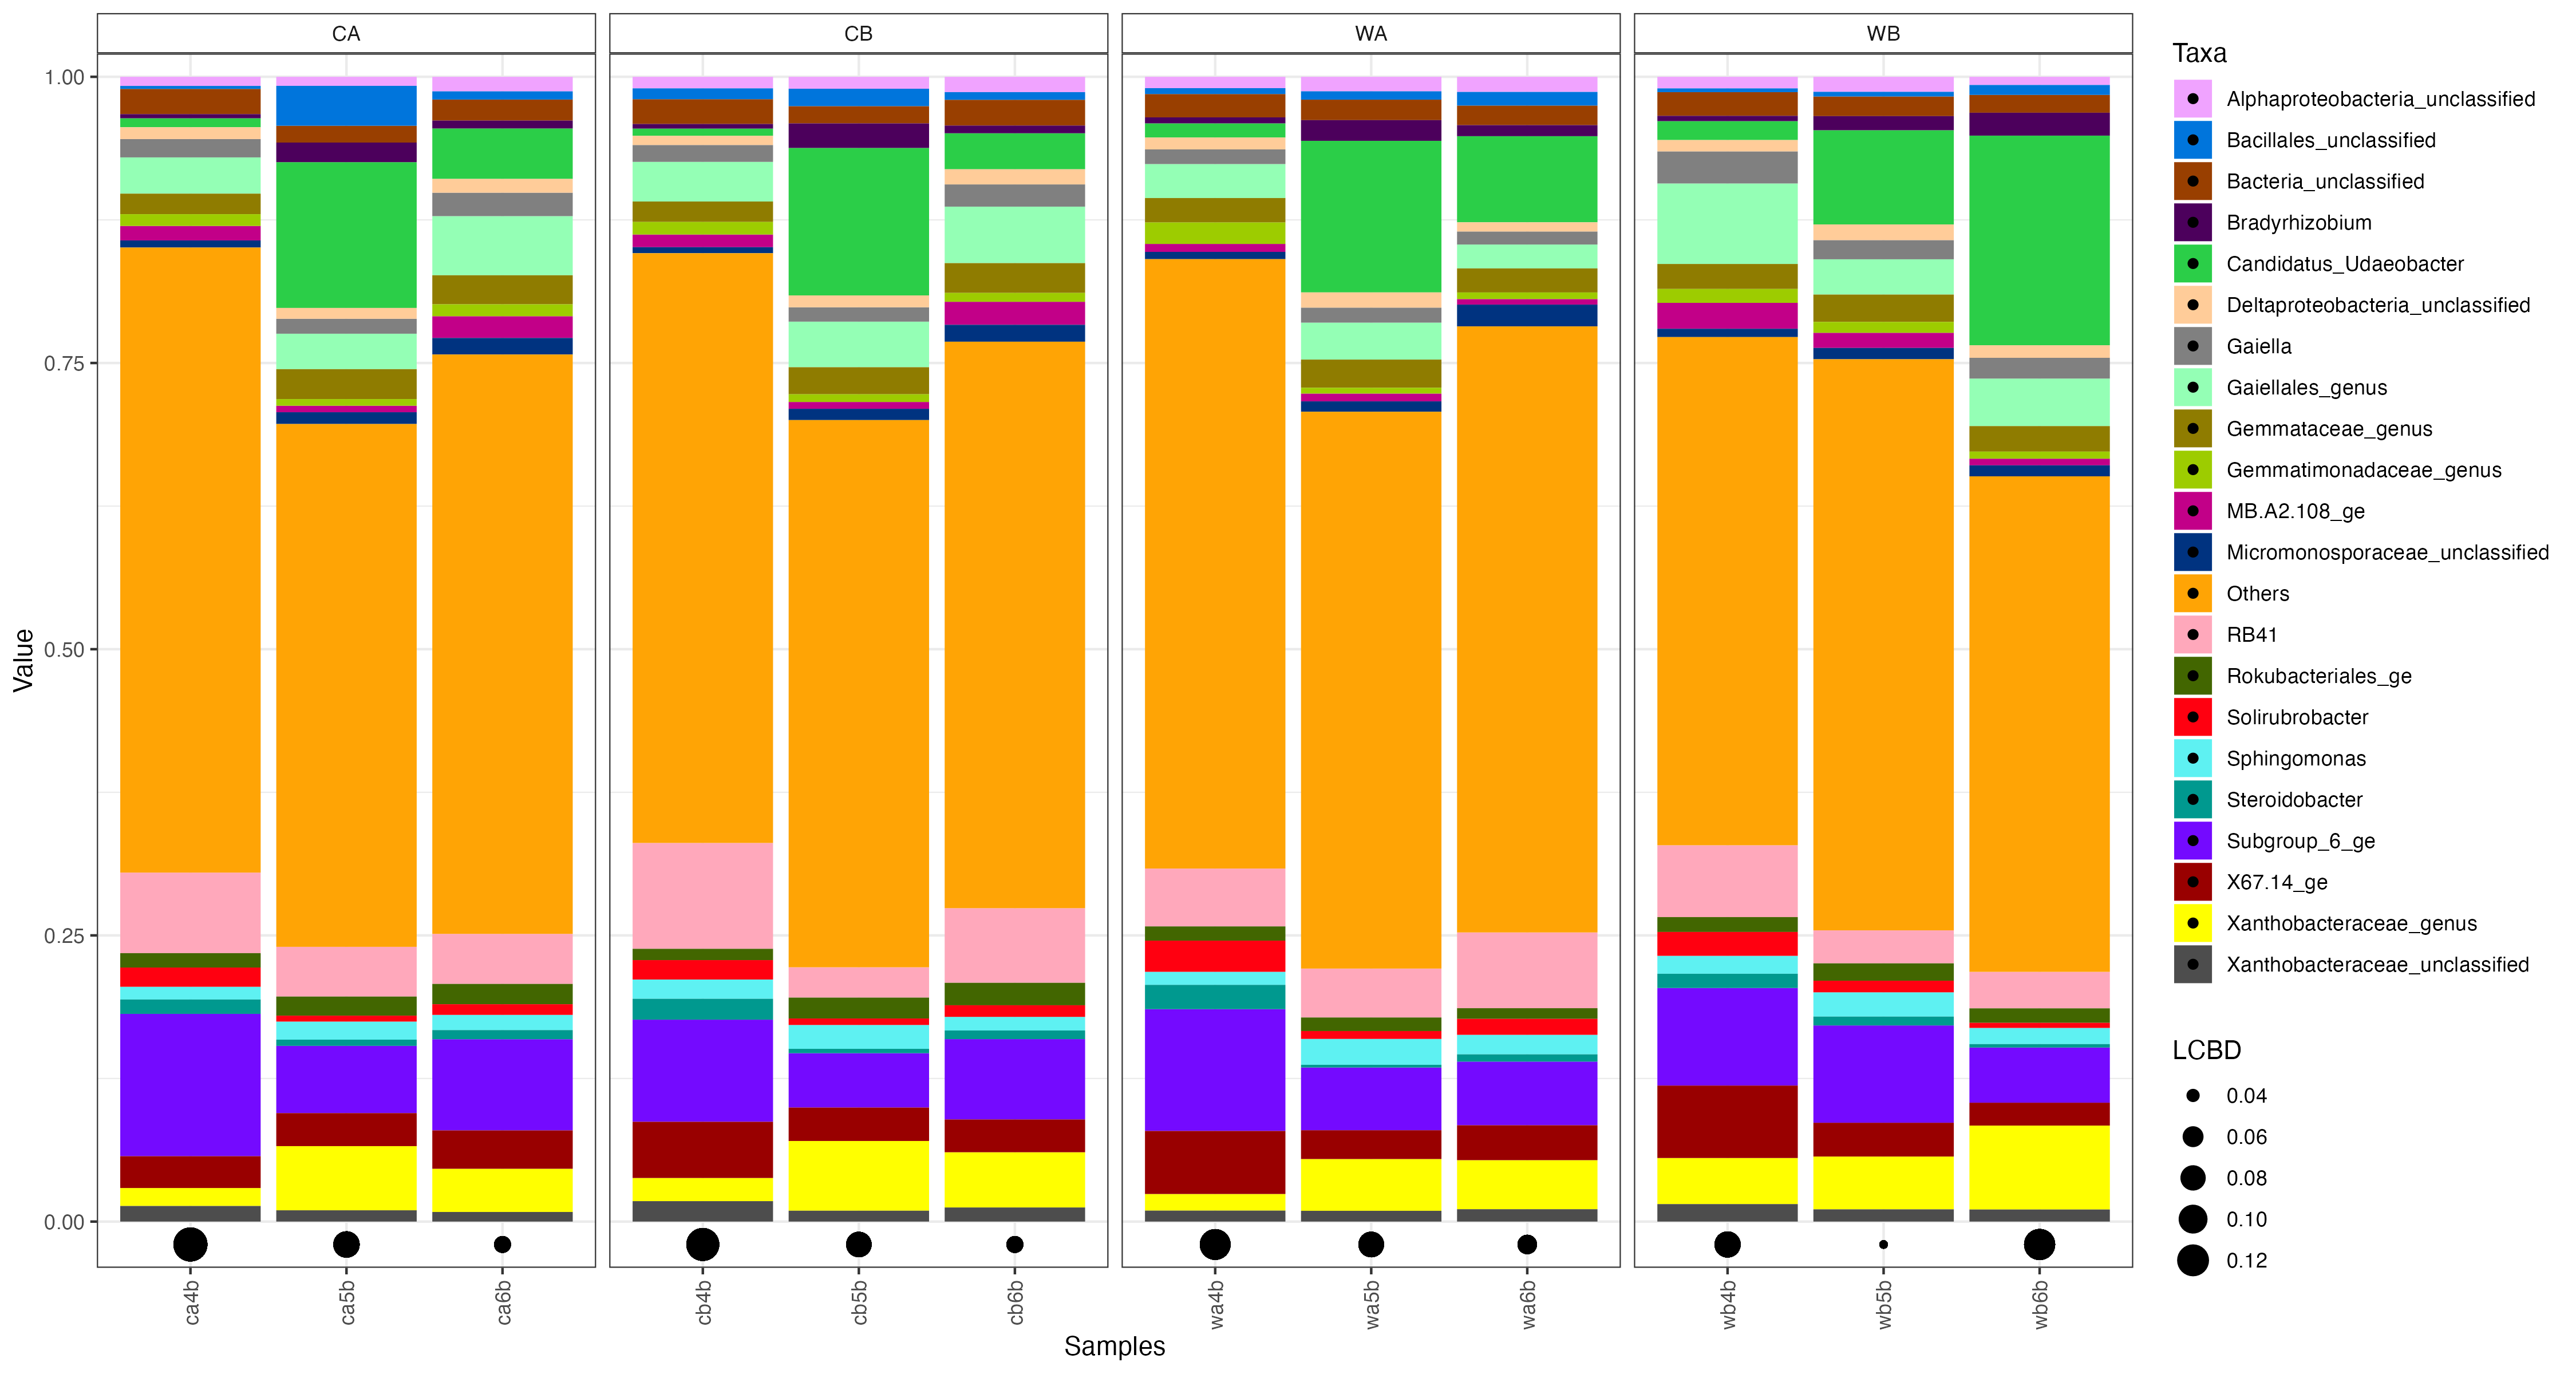 CA
CB
WA
WB
1.00
0.75
0.50
0.25
0.00
Value
ca4b
ca5b
ca6b
cb4b
cb5b
cb6b
wa4b
wa5b
wa6b
wb4b
wb5b
wb6b
Samples
Taxa
Alphaproteobacteria_unclassified
Bacillales_unclassified
Bacteria_unclassified
Bradyrhizobium
Candidatus_Udaeobacter
Deltaproteobacteria_unclassified
Gaiella
Gaiellales_genus
Gemmataceae_genus
Gemmatimonadaceae_genus
MB.A2.108_ge
Micromonosporaceae_unclassified
Others
RB41
Rokubacteriales_ge
Solirubrobacter
Sphingomonas
Steroidobacter
Subgroup_6_ge
X67.14_ge
Xanthobacteraceae_genus
Xanthobacteraceae_unclassified
LCBD
0.04
0.06
0.08
0.10
0.12